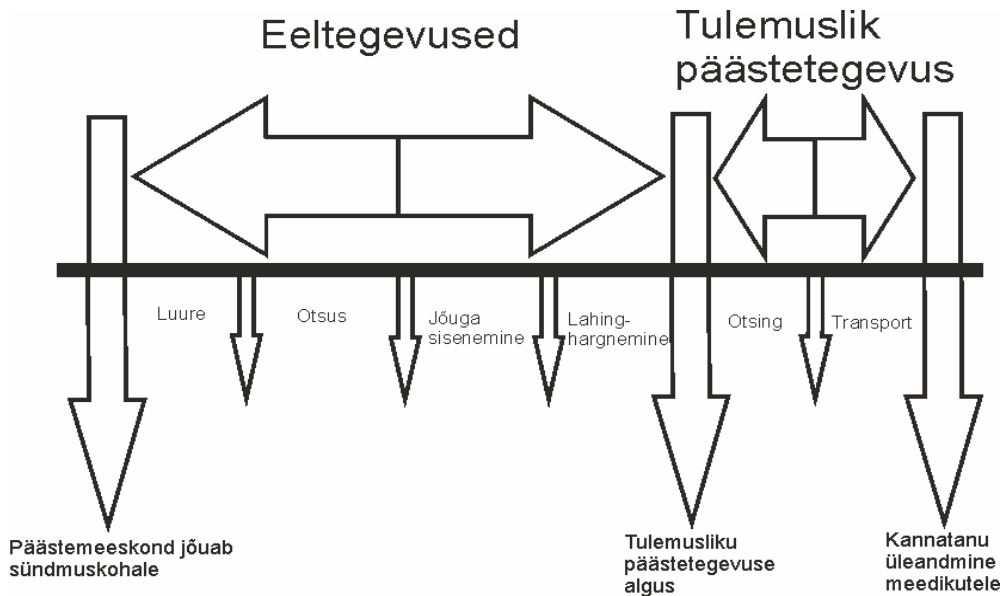 Eeltegevused
Tulemuslik
päästetegevus
Luure
Otsus
Jõuga
sisenemine
Lahing-
hargnemine
Otsing
Transport
Päästemeeskond jõuab
sündmuskohale
Tulemusliku
päästetegevuse
algus
Kannatanu
üleandmine
meedikutele